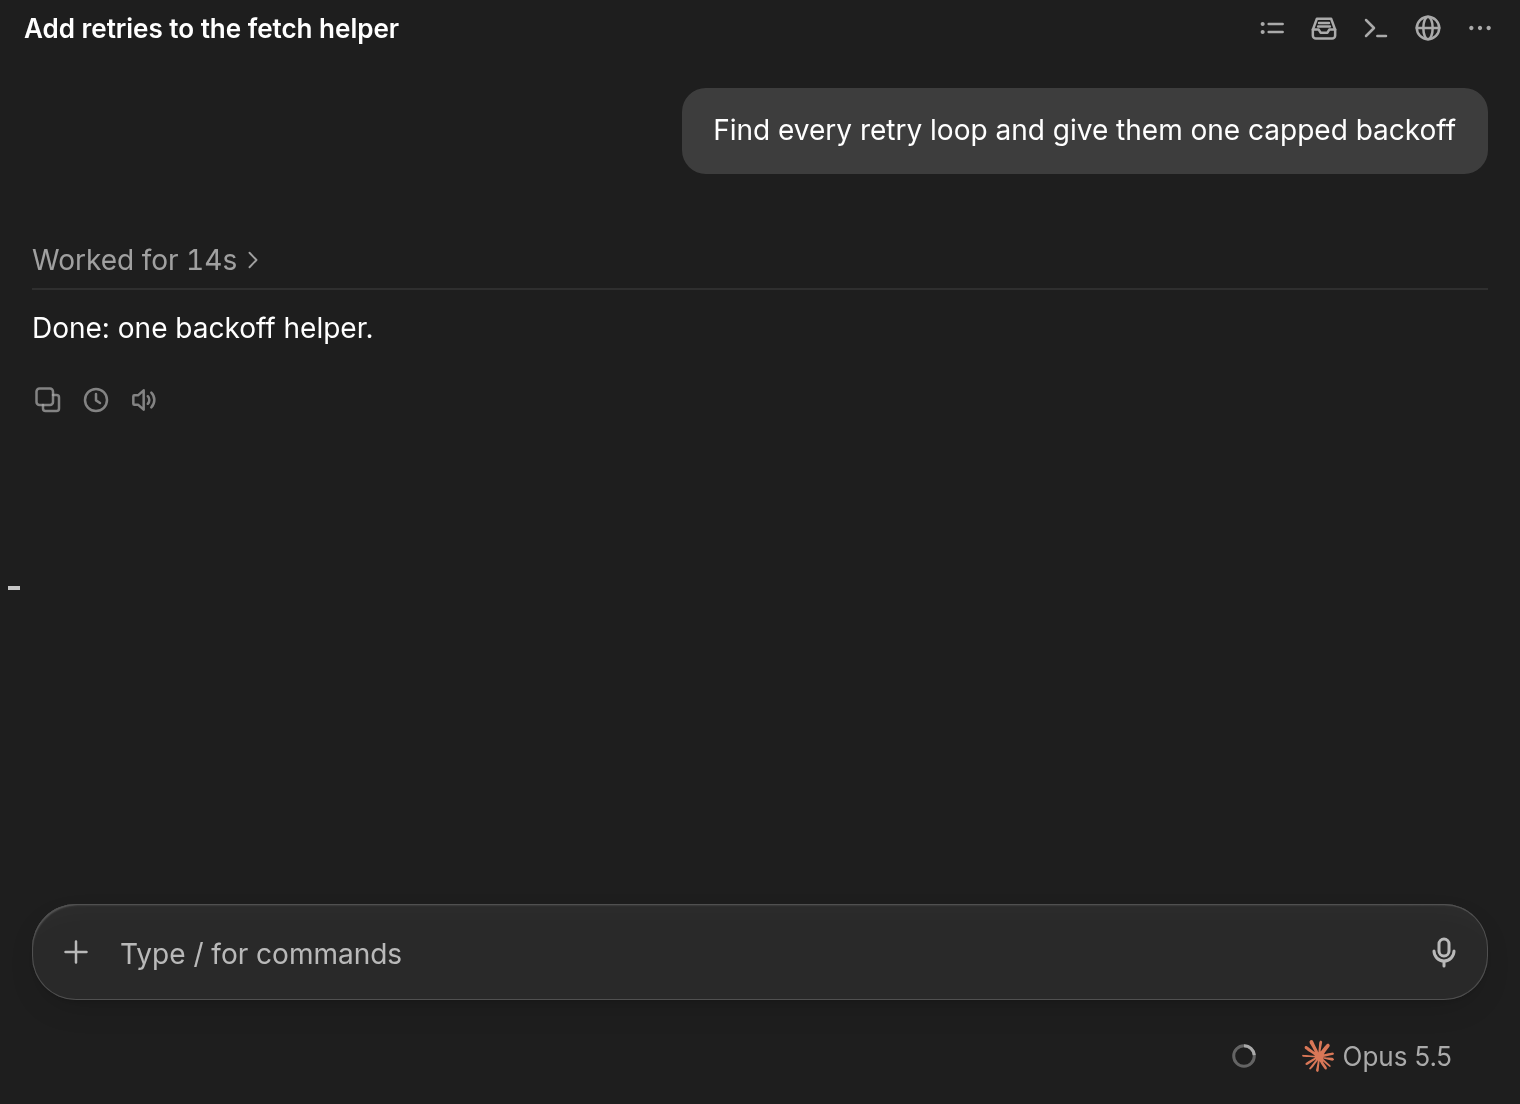 Add retries to the fetch helper
Find every retry loop and give them one capped backoff
Worked for 14s
Done: one backoff helper.
Type / for commands
Opus 5.5